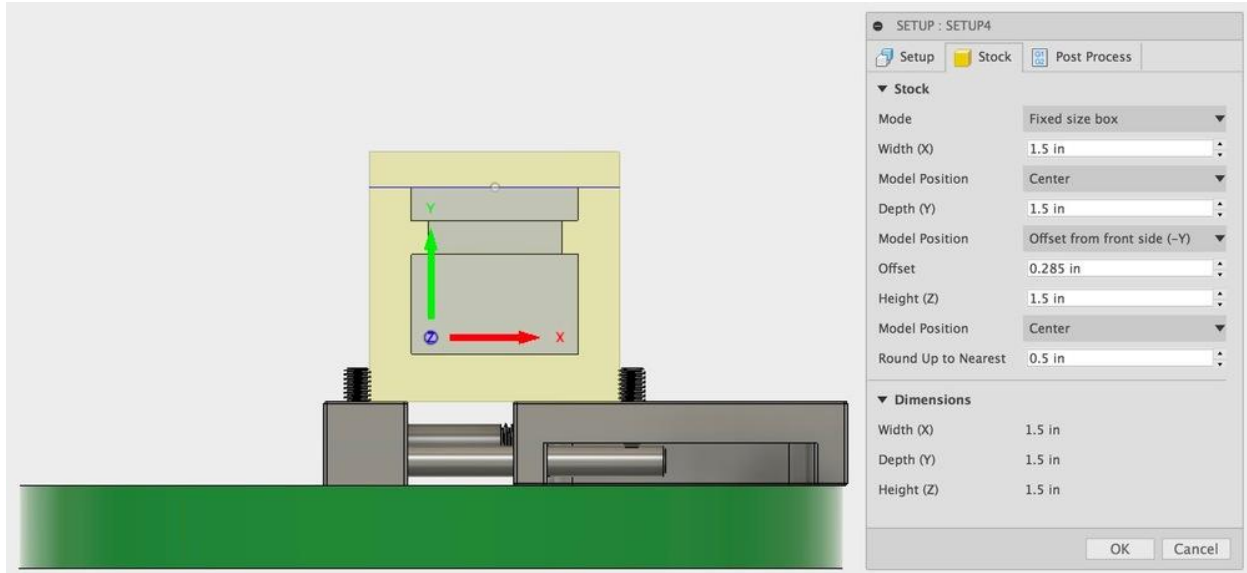 SETUP : SETUP4
Setup Stock G1 G2 Post Process
Stock
Mode Fixed size box
Width (X) 1.5 in
Model Position Center
Depth (Y) 1.5 in
Model Position Offset from front side (-Y)
Offset 0.285 in
Height (Z) 1.5 in
Model Position Center
Round Up to Nearest 0.5 in
Dimensions
Width (X) 1.5 in
Depth (Y) 1.5 in
Height (Z) 1.5 in
OK Cancel
Y
Z X